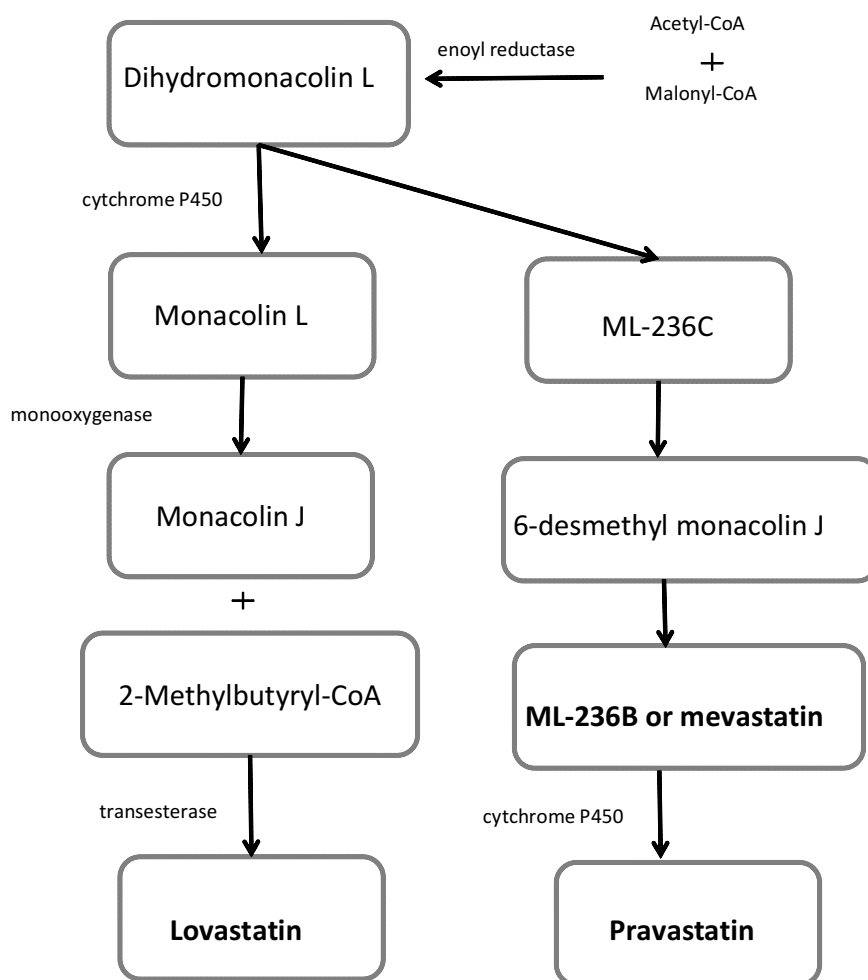 Acetyl-CoA
enoyl reductase
+
Dihydromonacolin L
Malonyl-CoA
cytchrome P450
Monacolin L
ML-236C
monooxygenase
Monacolin J
6-desmethyl monacolin J
+
2-Methylbutyryl-CoA
ML-236B or mevastatin
transesterase
cytchrome P450
Lovastatin
Pravastatin